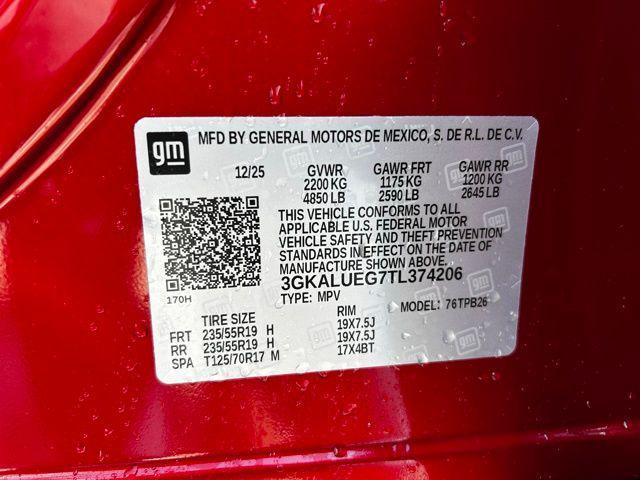 gm
MFD BY GENERAL MOTORS DE MEXICO, S. DE R.L. DE C.V.
12/25 GVWR GAWR FRT GAWR RR
2200 KG 1175 KG 1200 KG
4850 LB 2590 LB 2645 LB
THIS VEHICLE CONFORMS TO ALL
APPLICABLE U.S. FEDERAL MOTOR
VEHICLE SAFETY AND THEFT PREVENTION
STANDARDS IN EFFECT ON THE DATE OF
MANUFACTURE SHOWN ABOVE.
3GKALUEG7TL374206
170H TYPE: MPV MODEL: 76TPB26
TIRE SIZE RIM
FRT 235/55R19 H 19X7.5J
RR 235/55R19 H 19X7.5J
SPA T125/70R17 M 17X4BT